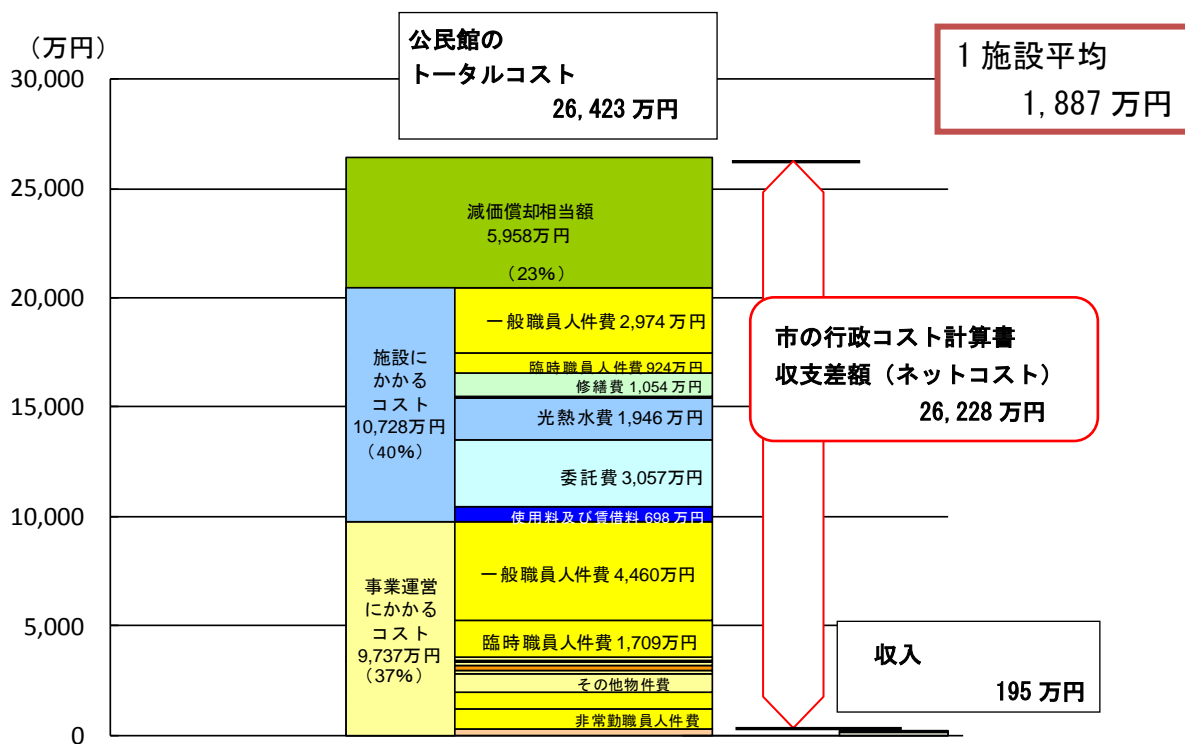 （万円）
30,000
25,000
20,000
15,000
10,000
5,000
0
公民館の
トータルコスト
26,423 万円
1 施設平均
1,887 万円
減価償却相当額
5,958万円
（23%）
施設に
かかる
コスト
10,728万円
（40%）
一般職員人件費 2,974 万円
臨時職員人件費 924万円
修繕費 1,054 万円
光熱水費 1,946 万円
委託費 3,057万円
使用料及び賃借料 698 万円
事業運営
にかかる
コスト
9,737万円
（37%）
一般職員人件費 4,460万円
臨時職員人件費 1,709万円
その他物件費
非常勤職員人件費
市の行政コスト計算書
収支差額（ネットコスト）
26,228 万円
収入
195 万円